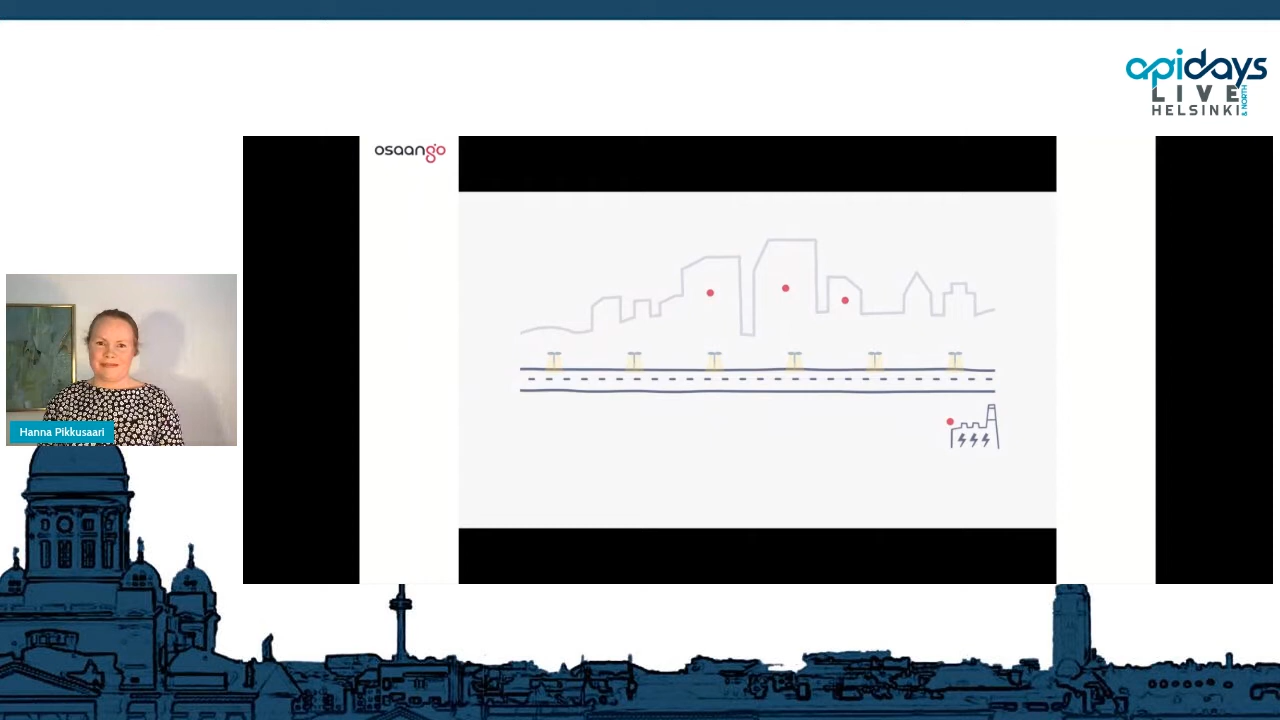 apidays
LIVE
HELSINKI
& NORTH
osaango
Hanna Pikkusaari